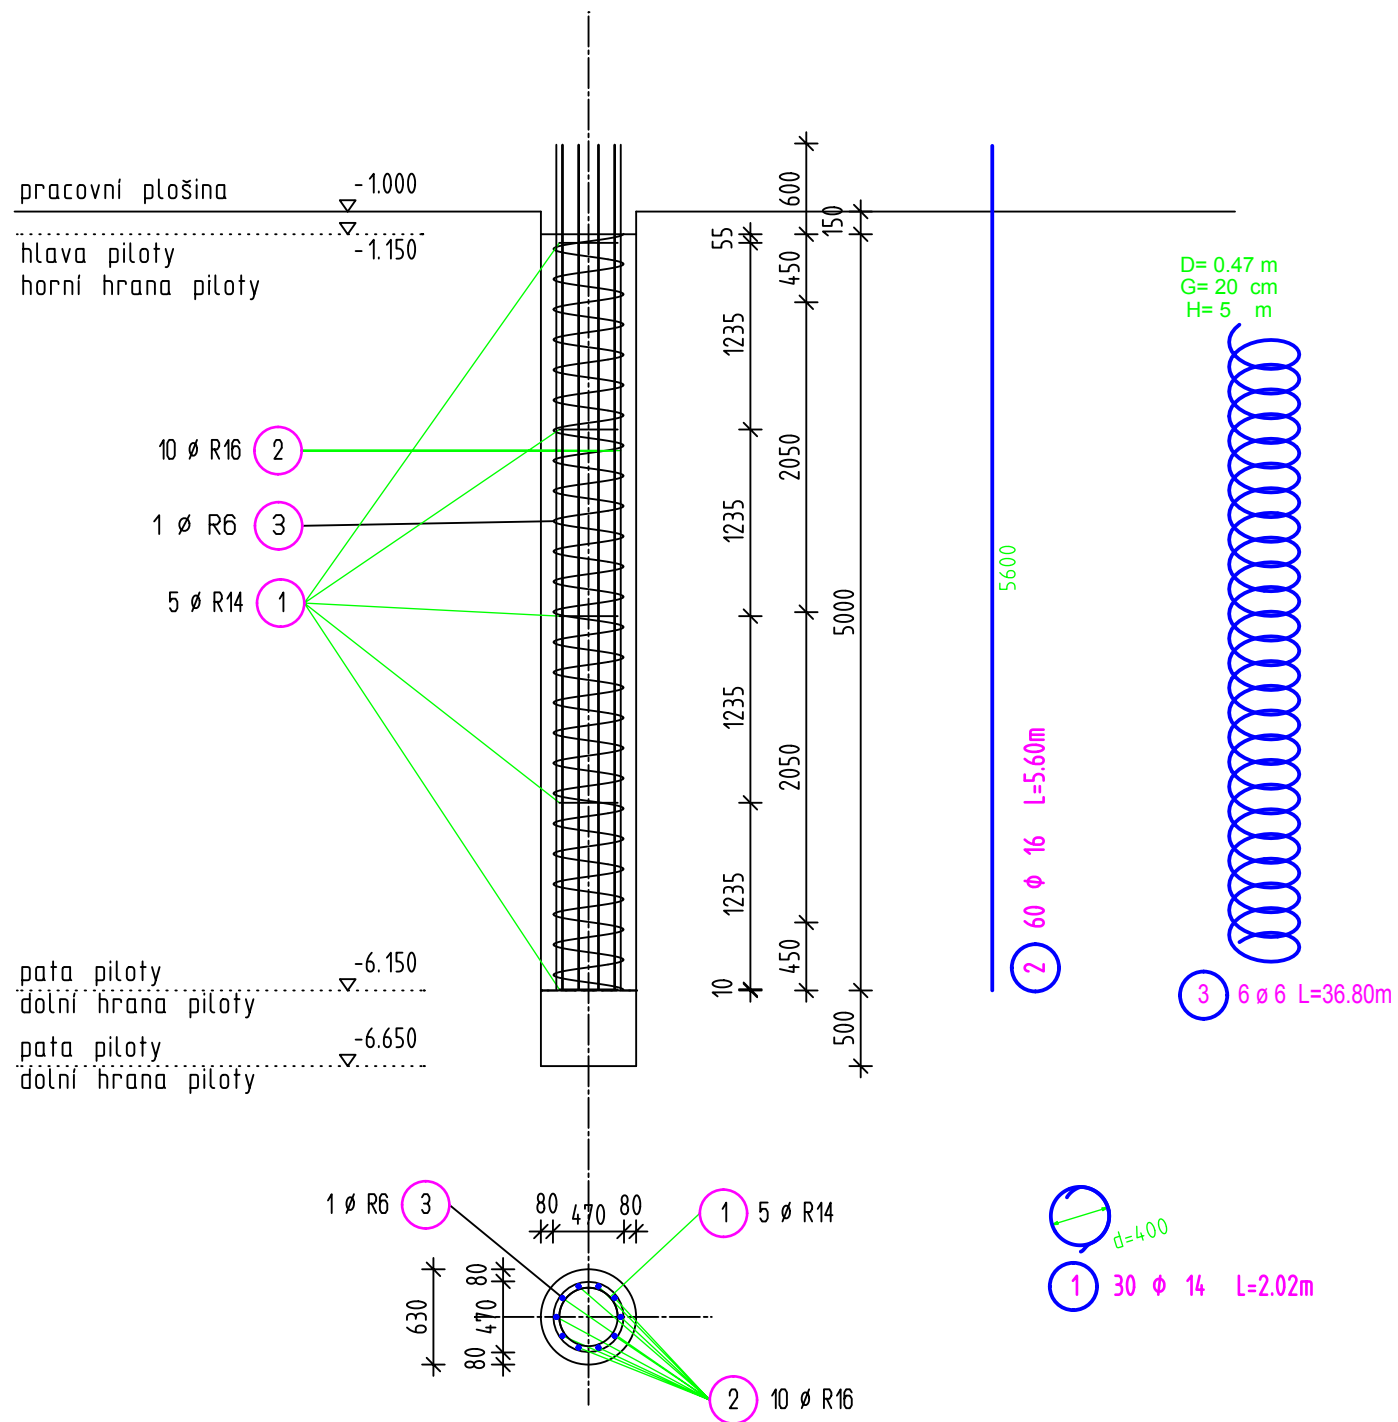 pracovní plošina
-1.000
hlava piloty
-1.150
horní hrana piloty
10 ø R16 2
1 ø R6 3
5 ø R14 1
pata piloty
-6.150
dolní hrana piloty
pata piloty
-6.650
dolní hrana piloty
55
1235
1235
1235
1235
10
600
450
2050
2050
450
150
5000
500
5600
2 60 ϕ 16 L=5.60m
D= 0.47 m
G= 20 cm
H= 5 m
3 6 ø 6 L=36.80m
1 ø R6 3
80 470 80
1 5 ø R14
630
80
470
80
2 10 ø R16
d=400
1 30 ϕ 14 L=2.02m